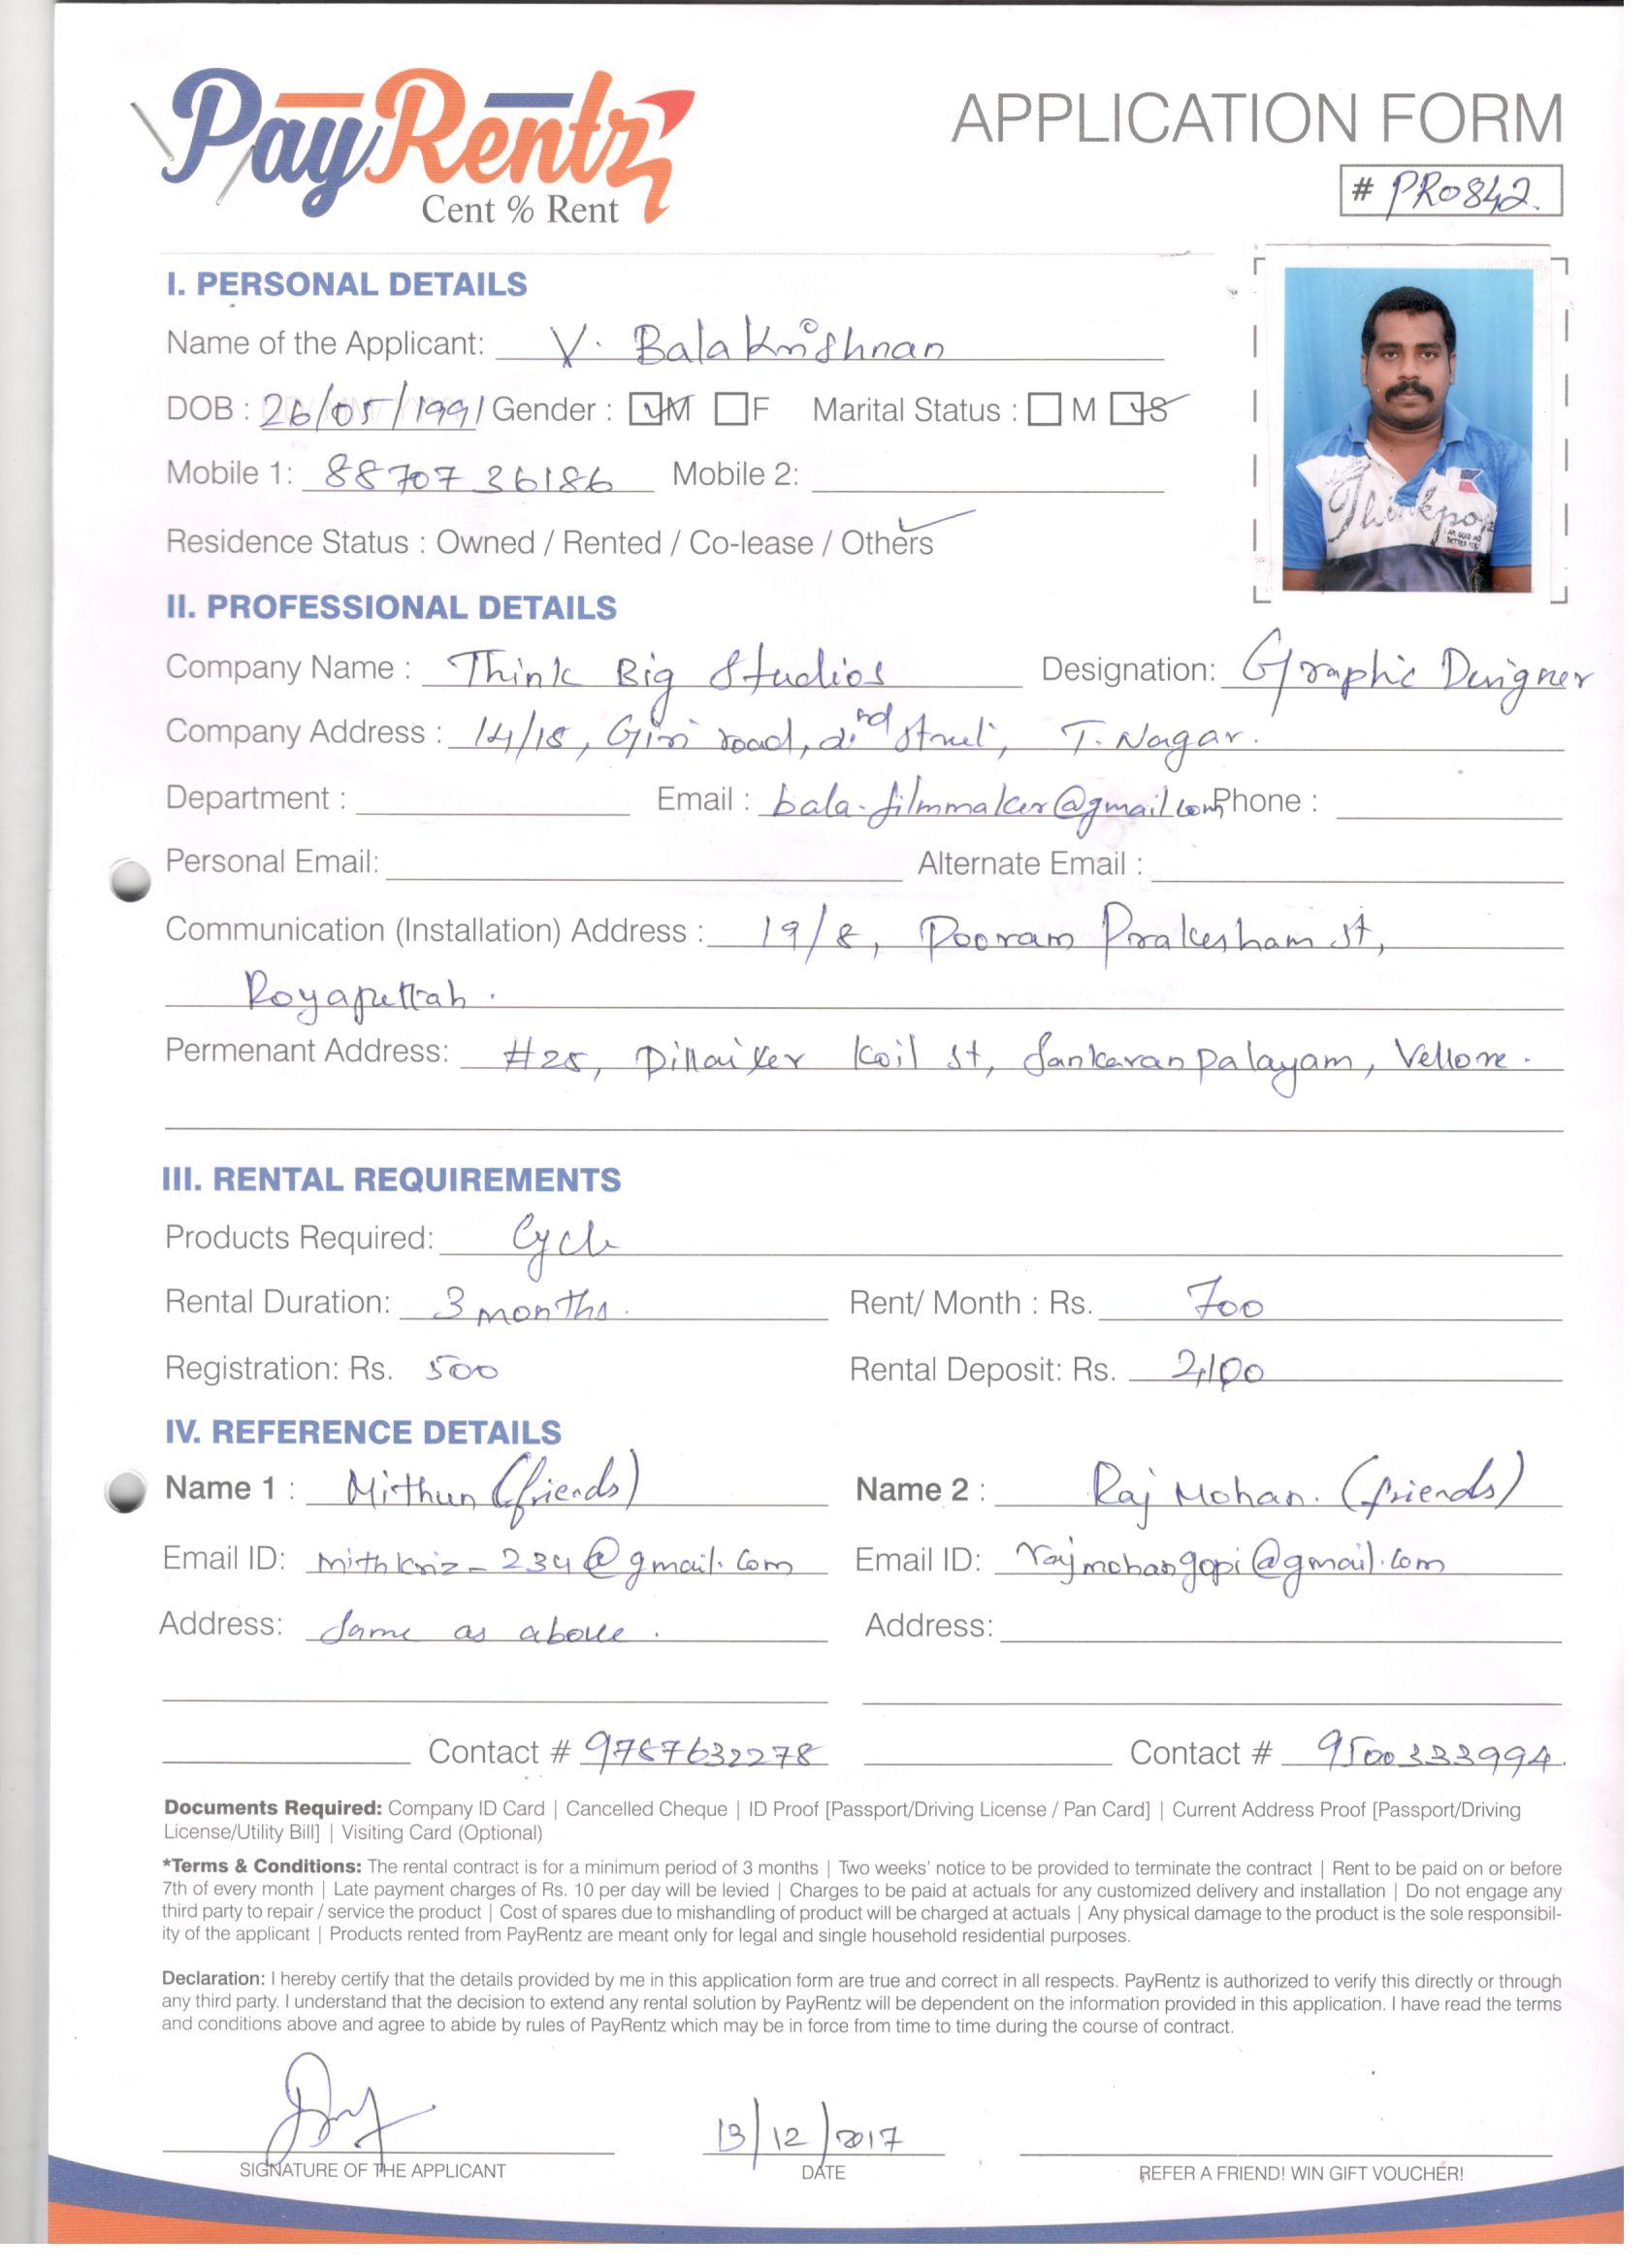 PayRentz
Cent % Rent
APPLICATION FORM
# PR0842.
I. PERSONAL DETAILS
Name of the Applicant: V. Balakrishnan
DOB : 26/05/1991 Gender : M F Marital Status : M S
Mobile 1: 8870736186 Mobile 2:
Residence Status : Owned / Rented / Co-lease / Others
Thinkpop
II. PROFESSIONAL DETAILS
Company Name : Think Big Studios Designation: Graphic Designer
Company Address : 14/18, Giri road, 2nd street, T. Nagar.
Department : Email : bala.filmmaker@gmail.com Phone :
Personal Email: Alternate Email :
Communication (Installation) Address : 19/8, Pooram Prakesham st,
Royapettah.
Permenant Address: #28, Pillaiyer Koil st, Sankaranpalayam, Vellore.
III. RENTAL REQUIREMENTS
Products Required: Cycle
Rental Duration: 3 months. Rent/ Month : Rs. 700
Registration: Rs. 500 Rental Deposit: Rs. 2,100
IV. REFERENCE DETAILS
Name 1 : Mithun (friends) Name 2 : Raj Mohan. (friends)
Email ID: mithkriz_234@gmail.com Email ID: rajmohangopi@gmail.com
Address: Same as above. Address:
Contact # 9787632278 Contact # 9500333994.
Documents Required: Company ID Card | Cancelled Cheque | ID Proof [Passport/Driving License / Pan Card] | Current Address Proof [Passport/Driving
License/Utility Bill] | Visiting Card (Optional)
*Terms & Conditions: The rental contract is for a minimum period of 3 months | Two weeks' notice to be provided to terminate the contract | Rent to be paid on or before
7th of every month | Late payment charges of Rs. 10 per day will be levied | Charges to be paid at actuals for any customized delivery and installation | Do not engage any
third party to repair / service the product | Cost of spares due to mishandling of product will be charged at actuals | Any physical damage to the product is the sole responsibil-
ity of the applicant | Products rented from PayRentz are meant only for legal and single household residential purposes.
Declaration: I hereby certify that the details provided by me in this application form are true and correct in all respects. PayRentz is authorized to verify this directly or through
any third party. I understand that the decision to extend any rental solution by PayRentz will be dependent on the information provided in this application. I have read the terms
and conditions above and agree to abide by rules of PayRentz which may be in force from time to time during the course of contract.
13/12/2017
SIGNATURE OF THE APPLICANT DATE REFER A FRIEND! WIN GIFT VOUCHER!